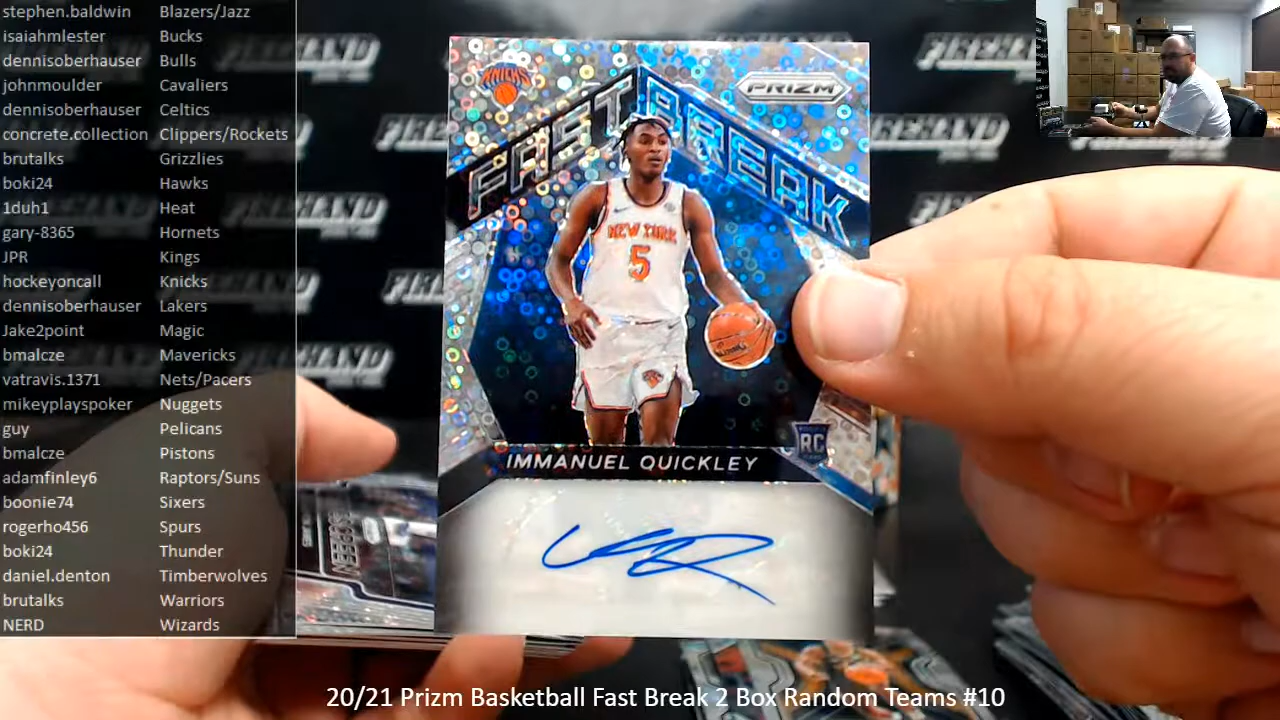 stephen.baldwin Blazers/Jazz
isaiahmlester Bucks
dennisoberhauser Bulls
johnmoulder Cavaliers
dennisoberhauser Celtics
concrete.collection Clippers/Rockets
brutalks Grizzlies
boki24 Hawks
1duh1 Heat
gary-8365 Hornets
JPR Kings
hockeyoncall Knicks
dennisoberhauser Lakers
Jake2point Magic
bmalcze Mavericks
vatravis.1371 Nets/Pacers
mikeyplayspoker Nuggets
guy Pelicans
bmalcze Pistons
adamfinley6 Raptors/Suns
boonie74 Sixers
rogerho456 Spurs
boki24 Thunder
daniel.denton Timberwolves
brutalks Warriors
NERD Wizards
KNICKS
PRIZM
FAST BREAK
NEW YORK
5
RC
IMMANUEL QUICKLEY
FIREHAND
FIREHAND
FIREHAND
20/21 Prizm Basketball Fast Break 2 Box Random Teams #10